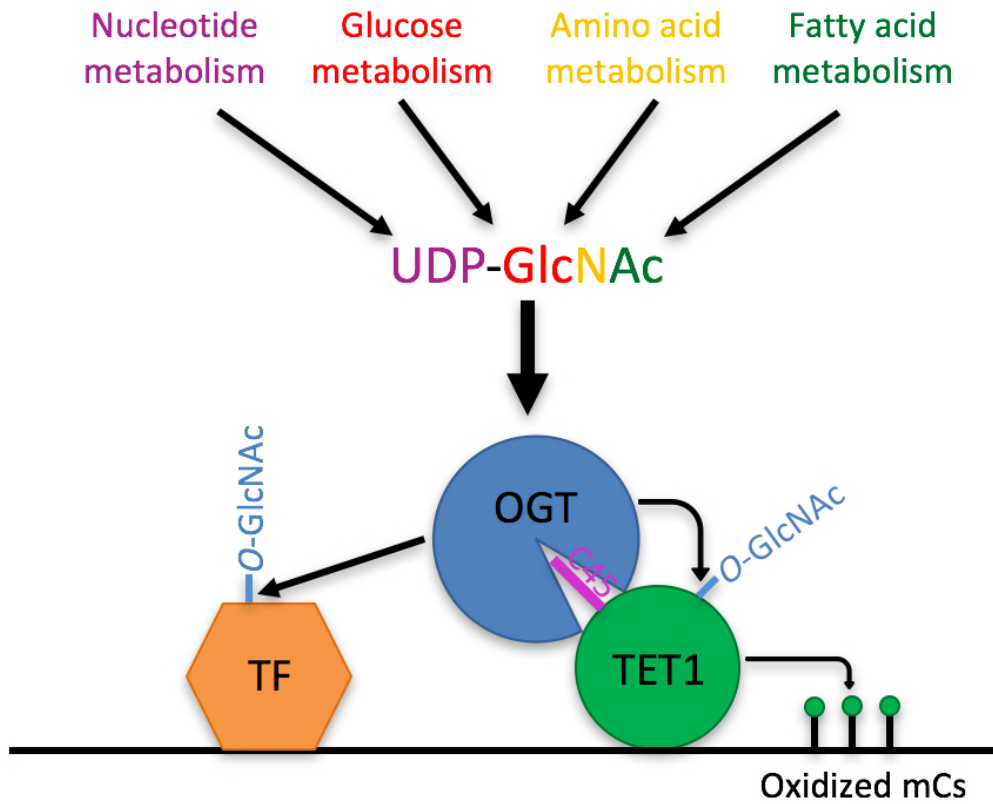 Nucleotide metabolism
Glucose metabolism
Amino acid metabolism
Fatty acid metabolism
UDP-GlcNAc
O-GlcNAc
OGT
C45
O-GlcNAc
TF
TET1
Oxidized mCs